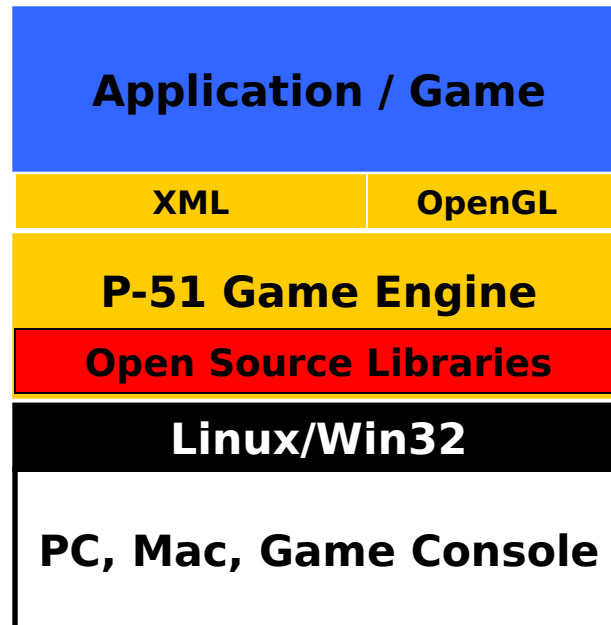 Application / Game
XML
OpenGL
P-51 Game Engine
Open Source Libraries
Linux/Win32
PC, Mac, Game Console